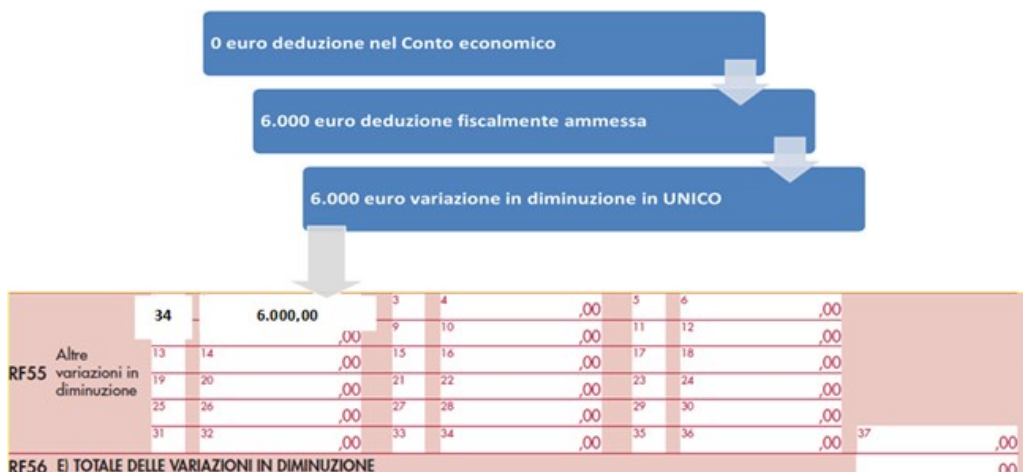 0 euro deduzione nel Conto economico
6.000 euro deduzione fiscalmente ammessa
6.000 euro variazione in diminuzione in UNICO
34 6.000,00 ,00 3 4 ,00 5 6 ,00
9 10 ,00 11 12 ,00
RF55 Altre variazioni in diminuzione
13 14 ,00 15 16 ,00 17 18 ,00
19 20 ,00 21 22 ,00 23 24 ,00
25 26 ,00 27 28 ,00 29 30 ,00
31 32 ,00 33 34 ,00 35 36 ,00 37 ,00
RF56 E) TOTALE DELLE VARIAZIONI IN DIMINUZIONE ,00